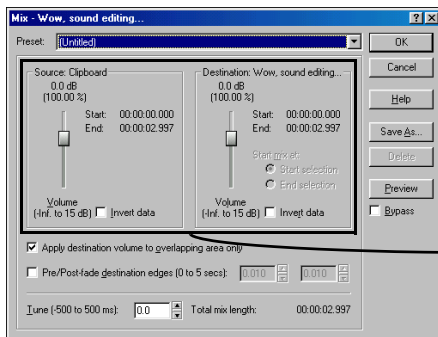 Mix - Wow, sound editing...
Preset: [Untitled]
OK
Cancel
Help
Save As...
Delete
Preview
Bypass
Source: Clipboard
0.0 dB
(100.00 %)
Start: 00:00:00.000
End: 00:00:02.997
Volume
(-Inf. to 15 dB)
Invert data
Destination: Wow, sound editing...
0.0 dB
(100.00 %)
Start: 00:00:00.000
End: 00:00:02.997
Start mix at:
Start selection
End selection
Volume
(-Inf. to 15 dB)
Invert data
Apply destination volume to overlapping area only
Pre/Post-fade destination edges (0 to 5 secs): 0.010 0.010
Tune (-500 to 500 ms): 0.0 Total mix length: 00:00:02.997